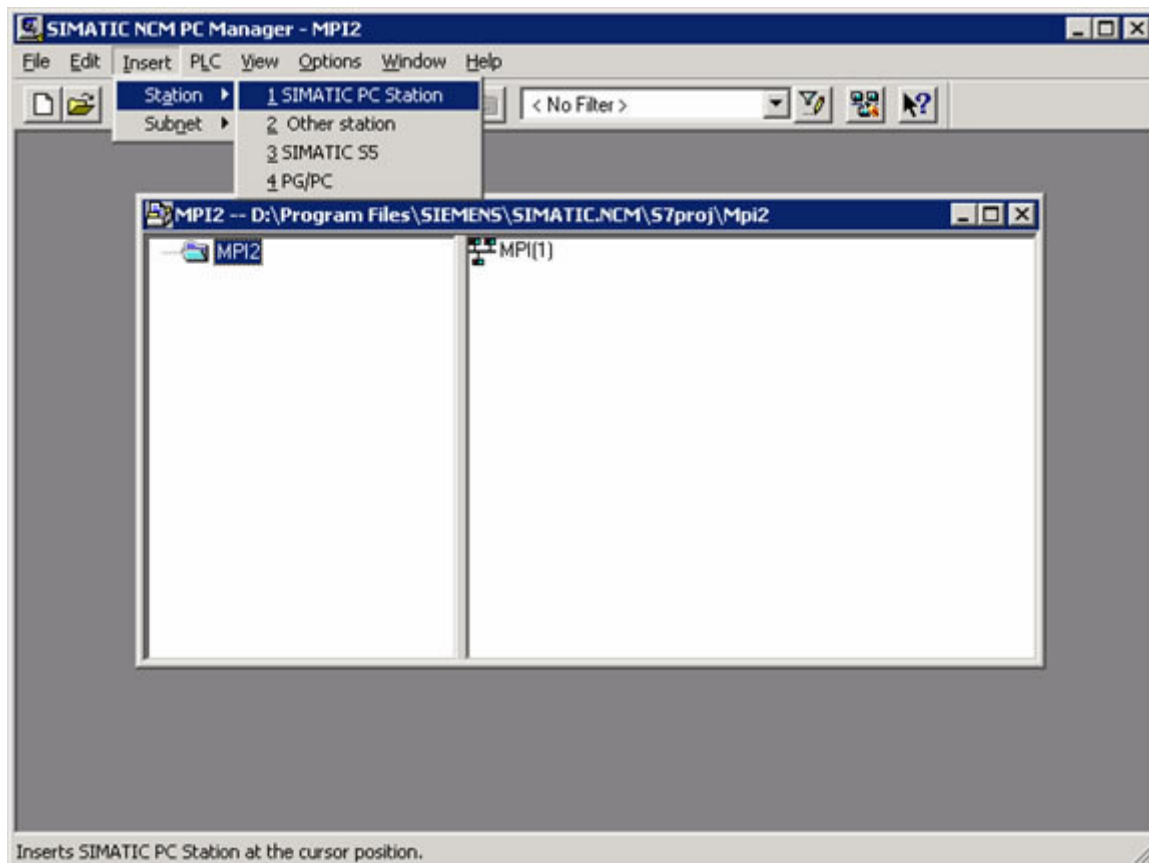 SIMATIC NCM PC Manager - MPI2
File Edit Insert PLC View Options Window Help
Station 1 SIMATIC PC Station
< No Filter >
Subnet 2 Other station
3 SIMATIC S5
4 PG/PC
MPI2 -- D:\Program Files\SIEMENS\SIMATIC.NCM\S7proj\Mpi2
MPI2 MPI(1)
Inserts SIMATIC PC Station at the cursor position.